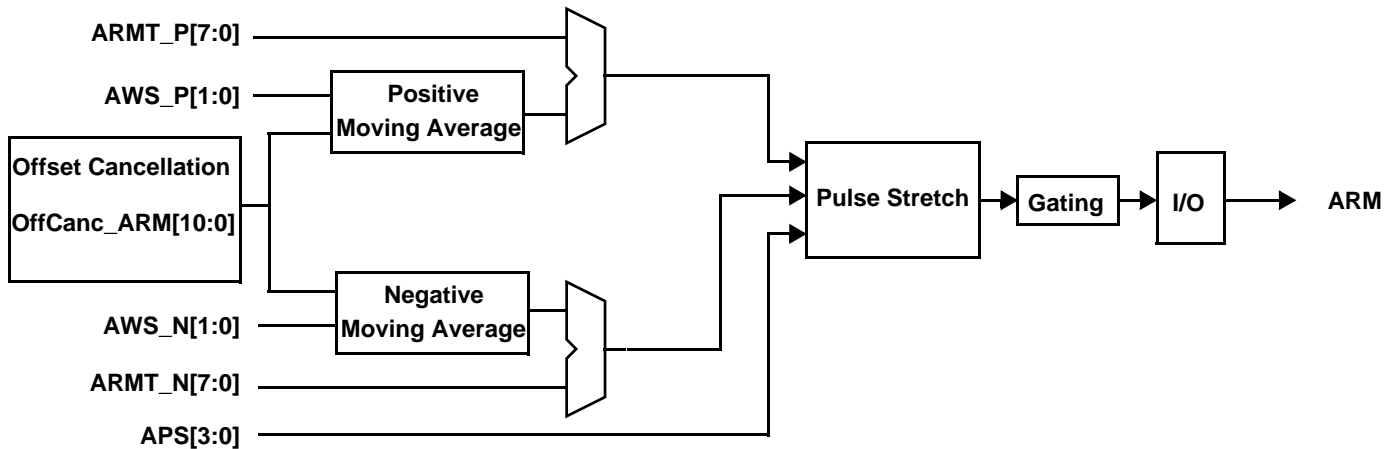 ARMT_P[7:0]
AWS_P[1:0]
Positive
Moving Average
Offset Cancellation
OffCanc_ARM[10:0]
Pulse Stretch
Gating
I/O
ARM
Negative
Moving Average
AWS_N[1:0]
ARMT_N[7:0]
APS[3:0]